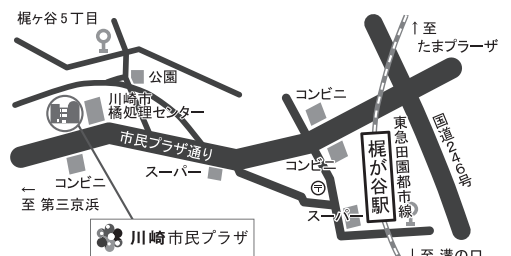 梶ヶ谷5丁目
↑至
たまプラーザ
公園
コンビニ
川崎市
橘処理センター
市民プラザ通り
国道246号
東急田園都市線
梶が谷駅
コンビニ
スーパー
コンビニ
〒
スーパー
←
至 第三京浜
川崎市民プラザ
↓至 溝の口